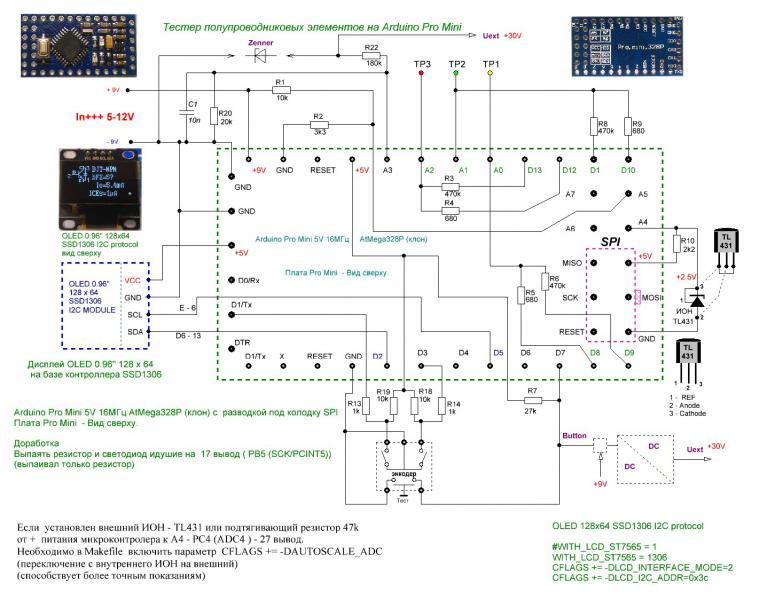 Тестер полупроводниковых элементов на Arduino Pro Mini
Zenner
R22
180k
Uext +30V
TP3
TP2
TP1
Pro.mini.328P
+ 9V
In+++ 5-12V
- 9V
C1
10n
R20
20k
R1
10k
R2
3k3
R8
470k
R9
680
+9V
GND
RESET
+5V
A3
A2
A1
A0
D13
D12
D1
D10
GND
GND
+5V
D0/Rx
D1/Tx
DTR
R3
470k
R4
680
A7
A5
A6
A4
SPI
MISO
+5V
SCK
MOSI
RESET
GND
Arduino Pro Mini 5V 16МГц AtMega328P (клон)
Плата Pro Mini - Вид сверху.
R5
680
R6
470k
R10
2k2
TL
431
+2.5V
1
3
2
ИОН
TL431
TL
431
1 2 3
1 - REF
2 - Anode
3 - Cathode
OLED 0.96" 128x64
SSD1306 I2C protocol
вид сверху
OLED 0.96"
128 x 64
SSD1306
I2C MODULE
VCC
GND
SCL
SDA
E - 6
D6 - 13
D1/Tx
X
RESET
GND
D2
D3
D4
D5
D6
D7
D8
D9
Дисплей OLED 0.96" 128 x 64
на базе контроллера SSD1306
R13
1k
R19
10k
R18
10k
R14
1k
R7
27k
энкодер
Тест
Button
+9V
DC
DC
Uext
+30V
Arduino Pro Mini 5V 16МГц AtMega328P (клон) с разводкой под колодку SPI
Плата Pro Mini - Вид сверху.
Доработка
Выпаять резистор и светодиод идушие на 17 вывод ( PB5 (SCK/PCINT5))
(выпаивал только резистор)
Если установлен внешний ИОН - TL431 или подтягивающий резистор 47k
от + питания микроконтролера к A4 - PC4 (ADC4 ) - 27 вывод.
Необходимо в Makefile включить параметр CFLAGS += -DAUTOSCALE_ADC
(переключение с внутреннего ИОН на внешний)
(способствует более точным показаниям)
OLED 128x64 SSD1306 I2C protocol
#WITH_LCD_ST7565 = 1
WITH_LCD_ST7565 = 1306
CFLAGS += -DLCD_INTERFACE_MODE=2
CFLAGS += -DLCD_I2C_ADDR=0x3c